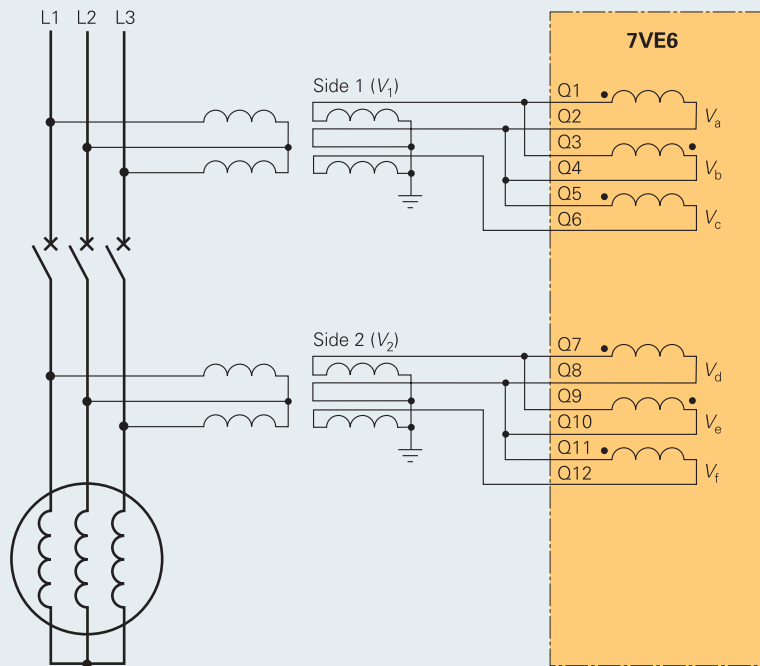 L1 L2 L3
7VE6
Side 1 (V1)
Q1
Q2
Va
Q3
Q4
Vb
Q5
Q6
Vc
Side 2 (V2)
Q7
Q8
Vd
Q9
Q10
Ve
Q11
Q12
Vf